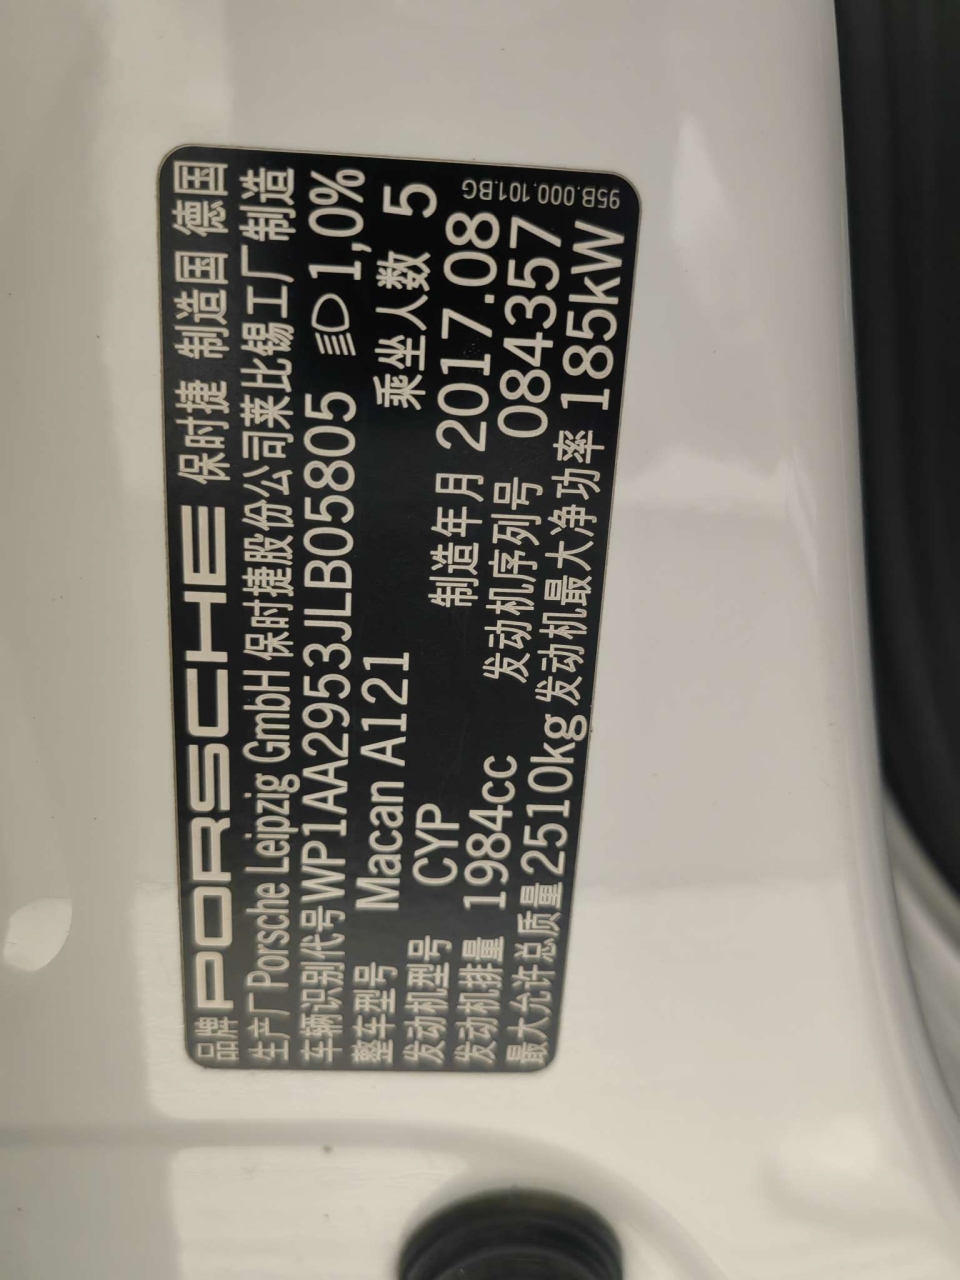 品牌 PORSCHE 保时捷 制造国 德国
生产厂 Porsche Leipzig GmbH 保时捷股份公司莱比锡工厂制造
车辆识别代号 WP1AA2953JLB05805 1,0%
整车型号 Macan A121 乘坐人数 5
发动机型号 CYP 制造年月 2017.08
发动机排量 1984cc 发动机序列号 084357
最大允许总质量 2510kg 发动机最大净功率 185kW
95B.000.101.BG